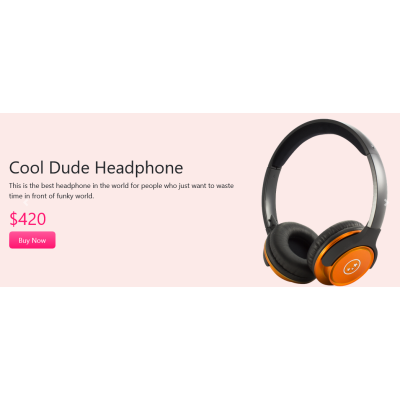 Cool Dude Headphone
This is the best headphone in the world for people who just want to waste
time in front of funky world.
$420
Buy Now